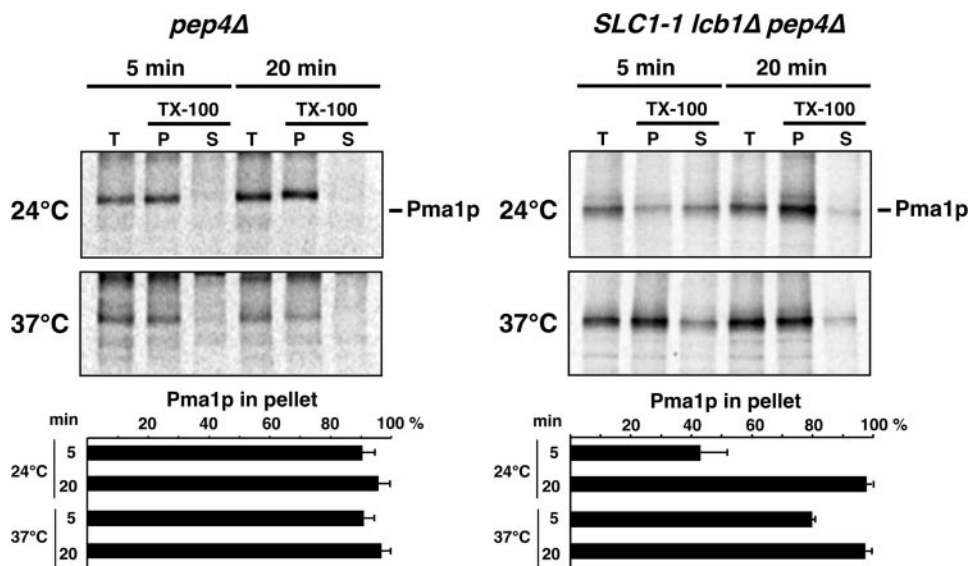 pep4Δ
5 min 20 min
TX-100 TX-100
T P S T P S
24°C
Pma1p
37°C
Pma1p in pellet
min 20 40 60 80 100 %
24°C 5
20
37°C 5
20
SLC1-1 lcb1Δ pep4Δ
5 min 20 min
TX-100 TX-100
T P S T P S
24°C
Pma1p
37°C
Pma1p in pellet
min 0 20 40 60 80 100 %
24°C 5
20
37°C 5
20